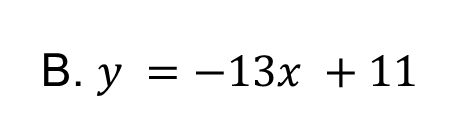 B. y = −13x + 11